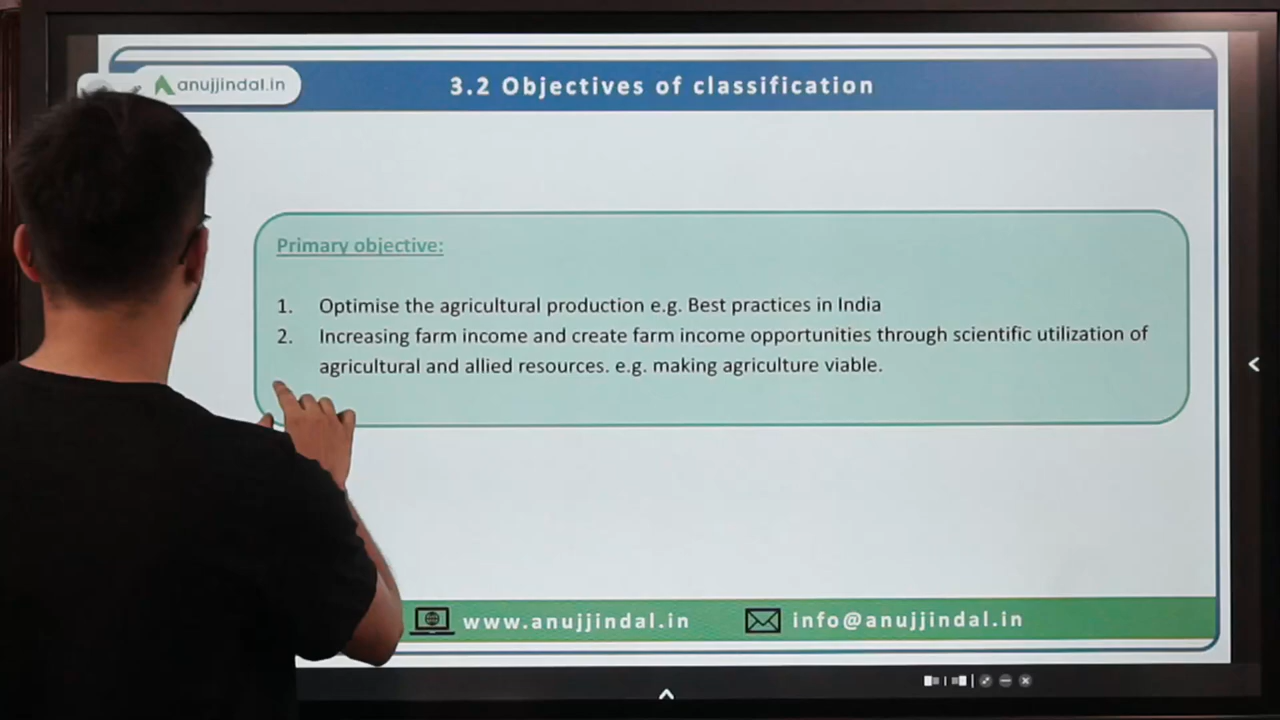 anujjindal.in
3.2 Objectives of classification
Primary objective:
1. Optimise the agricultural production e.g. Best practices in India
2. Increasing farm income and create farm income opportunities through scientific utilization of
agricultural and allied resources. e.g. making agriculture viable.
www.anujjindal.in
info@anujjindal.in